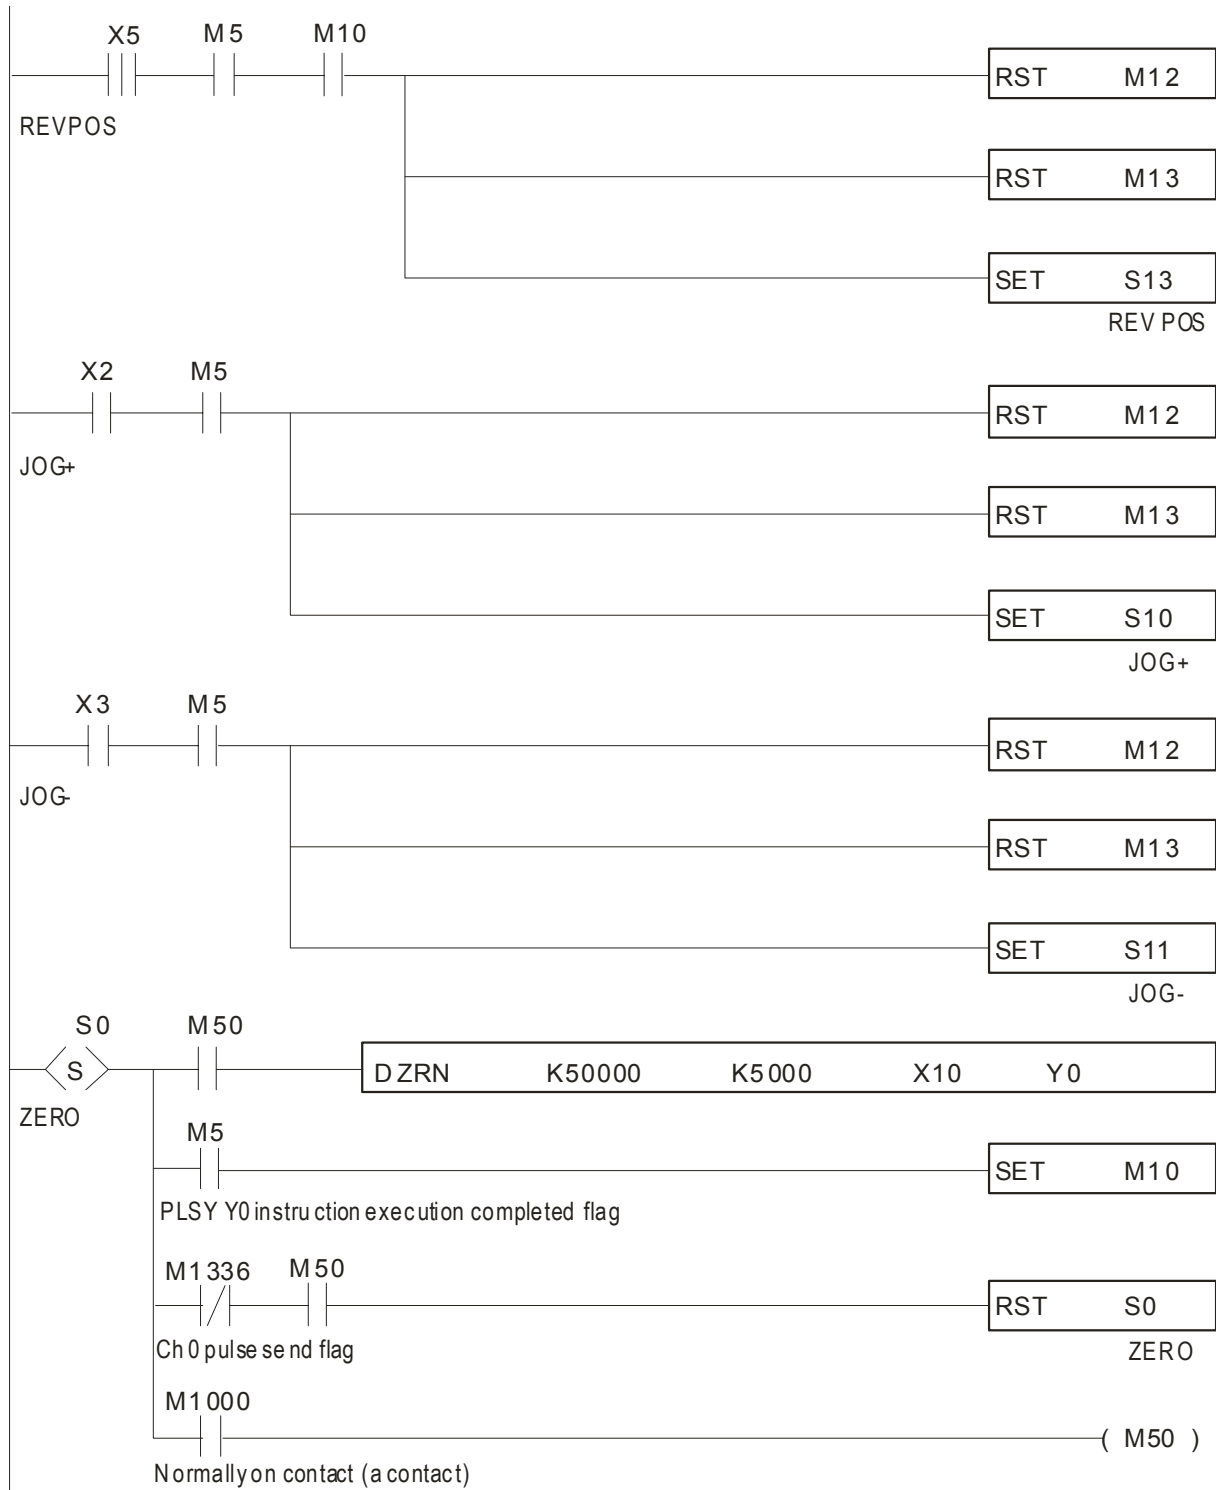 X5 M5 M10
RST M12
REVPOS
RST M13
SET S13
REV POS
X2 M5
RST M12
JOG+
RST M13
SET S10
JOG+
X3 M5
RST M12
JOG-
RST M13
SET S11
JOG-
S0 M50
S
DZRN K50000 K5000 X10 Y0
ZERO
M5
SET M10
PLSY Y0 instruction execution completed flag
M1336 M50
RST S0
Ch0 pulse send flag
ZERO
M1000
( M50 )
Normally on contact (a contact)